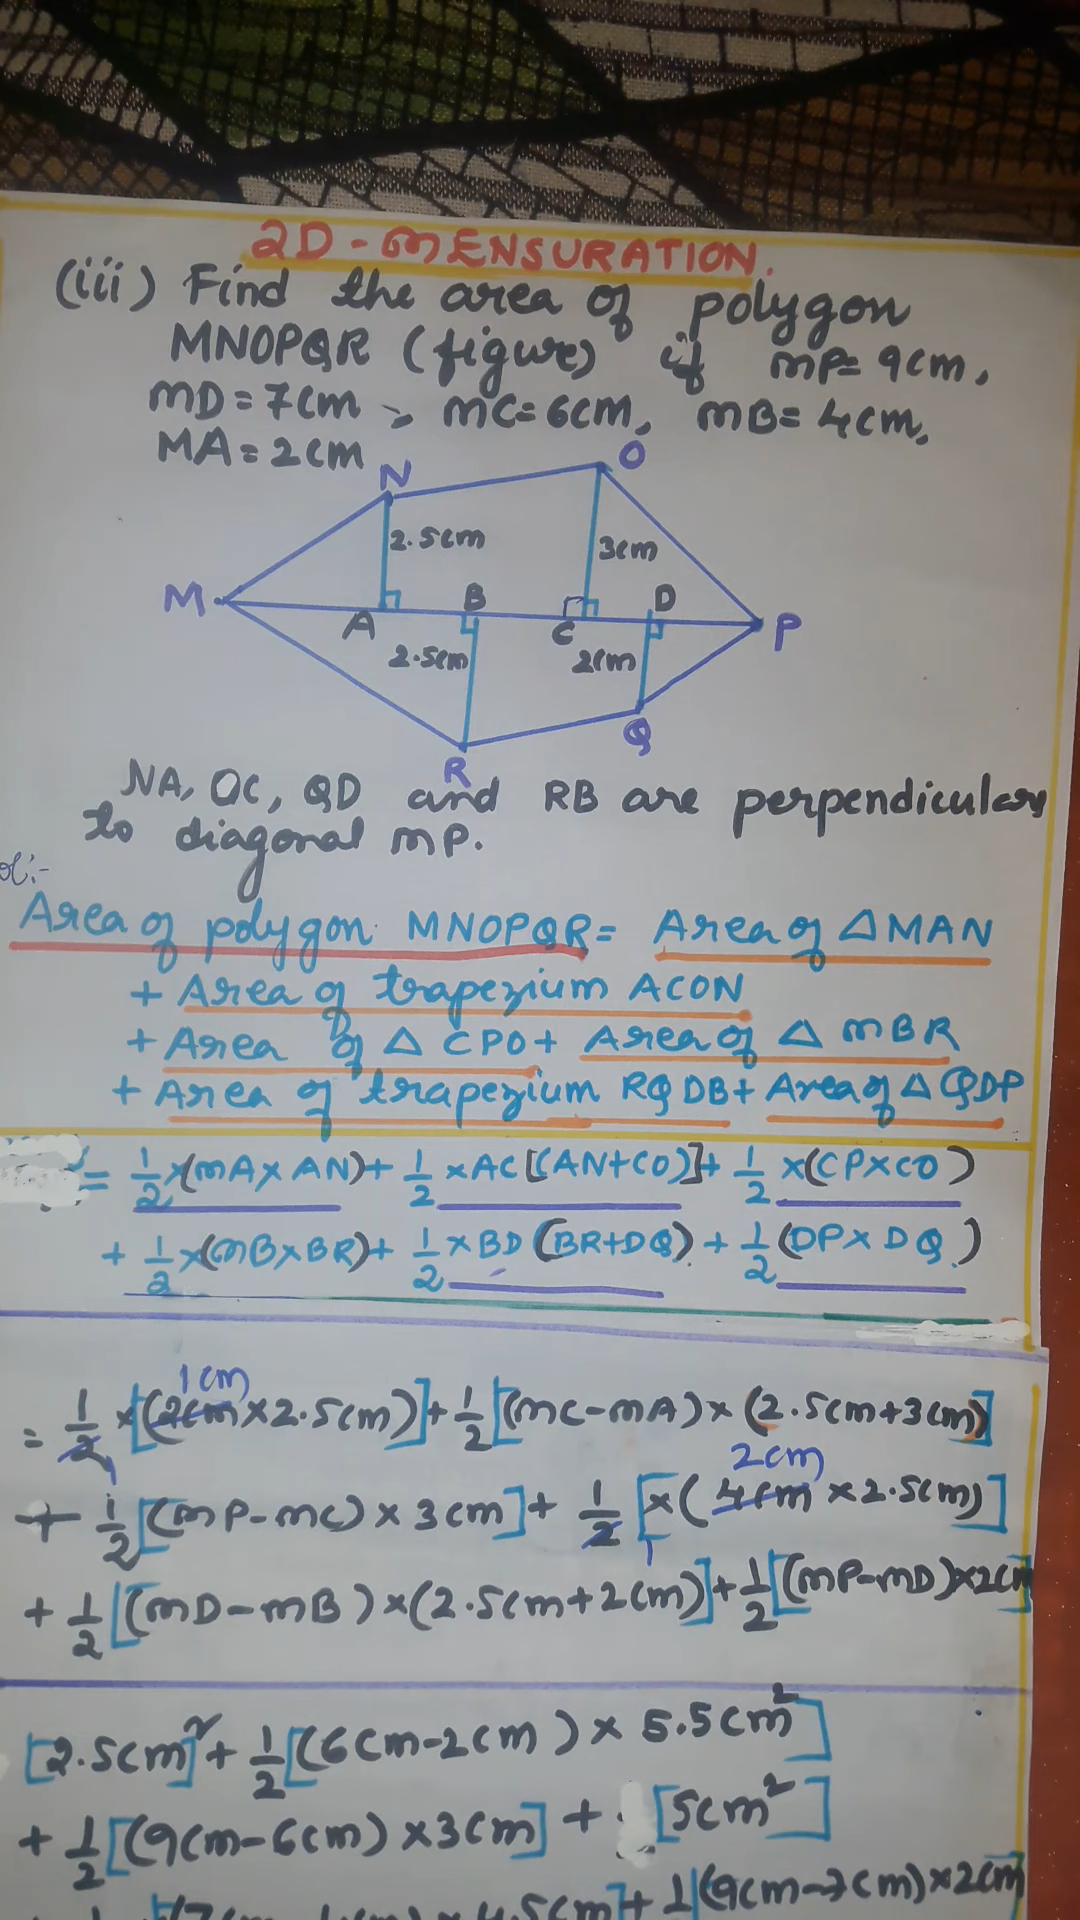 2D-MENSURATION.
(iii) Find the area of polygon
MNOPQR (figure) if MP= 9cm,
MD=7cm, MC=6cm, MB=4cm,
MA=2cm
N
O
2.5cm
3cm
M
A
B
C
D
P
2.5cm
2cm
Q
R
NA, OC, QD and RB are perpendiculars
to diagonal MP.
Area of polygon MNOPQR= Area of △MAN
+ Area of trapezium ACON
+ Area of △ CPO+ Area of △ MBR
+ Area of trapezium RQDB+ Area of △QDP
= 1/2 ×(MA×AN)+ 1/2 ×AC[(AN+CO)]+ 1/2 ×(CP×CO)
+ 1/2 ×(MB×BR)+ 1/2 ×BD (BR+DQ) + 1/2 (DP×DQ.)
1cm
= 1/2 ×[(2cm×2.5cm)]+1/2[(MC-MA)×(2.5cm+3cm)]
1
2cm
+ 1/2[(MP-MC)×3cm]+ 1/2[×(4cm×2.5cm)]
1
+ 1/2[(MD-MB)×(2.5cm+2cm)]+1/2[(MP-MD)×2cm]
[2.5cm²]+ 1/2[(6cm-2cm)×5.5cm²]
+ 1/2[(9cm-6cm)×3cm] + [5cm²]
4.5cm]+ 1[(9cm-7cm)×2cm